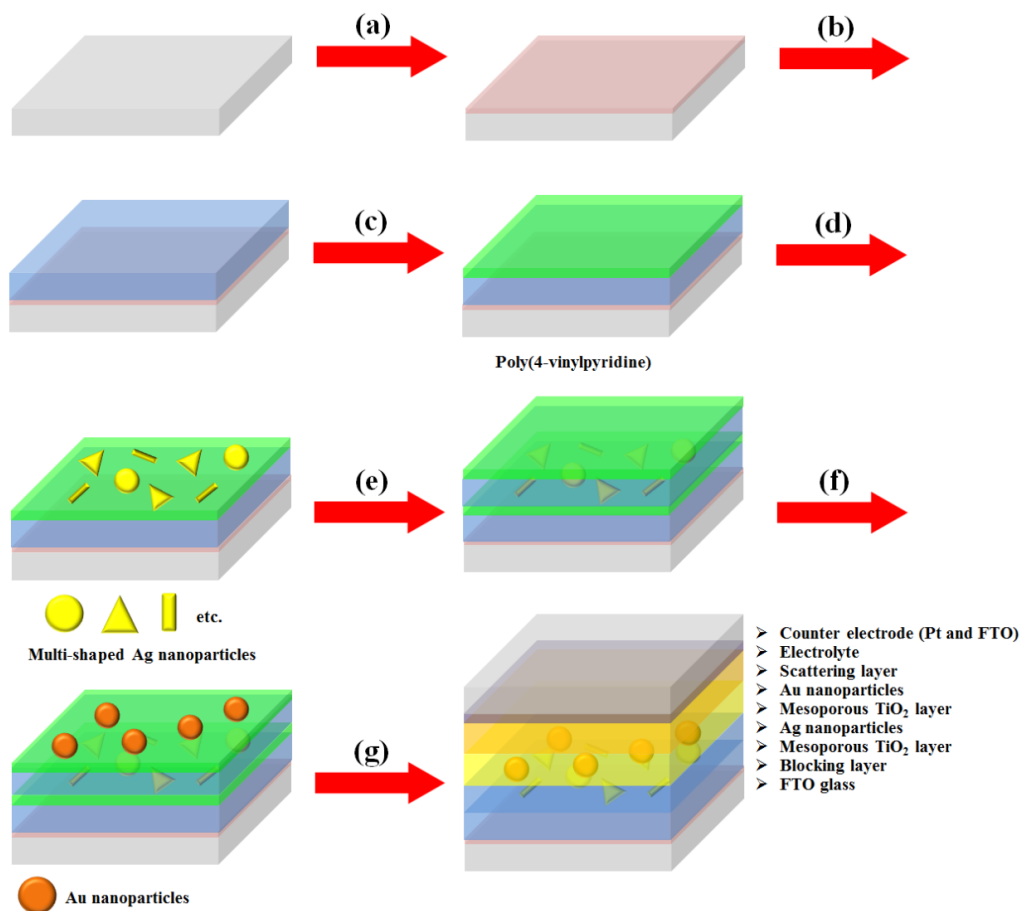 (a)
(b)
(c)
(d)
Poly(4-vinylpyridine)
(e)
(f)
etc.
Multi-shaped Ag nanoparticles
➢ Counter electrode (Pt and FTO)
➢ Electrolyte
➢ Scattering layer
➢ Au nanoparticles
➢ Mesoporous TiO₂ layer
➢ Ag nanoparticles
➢ Mesoporous TiO₂ layer
➢ Blocking layer
➢ FTO glass
(g)
Au nanoparticles